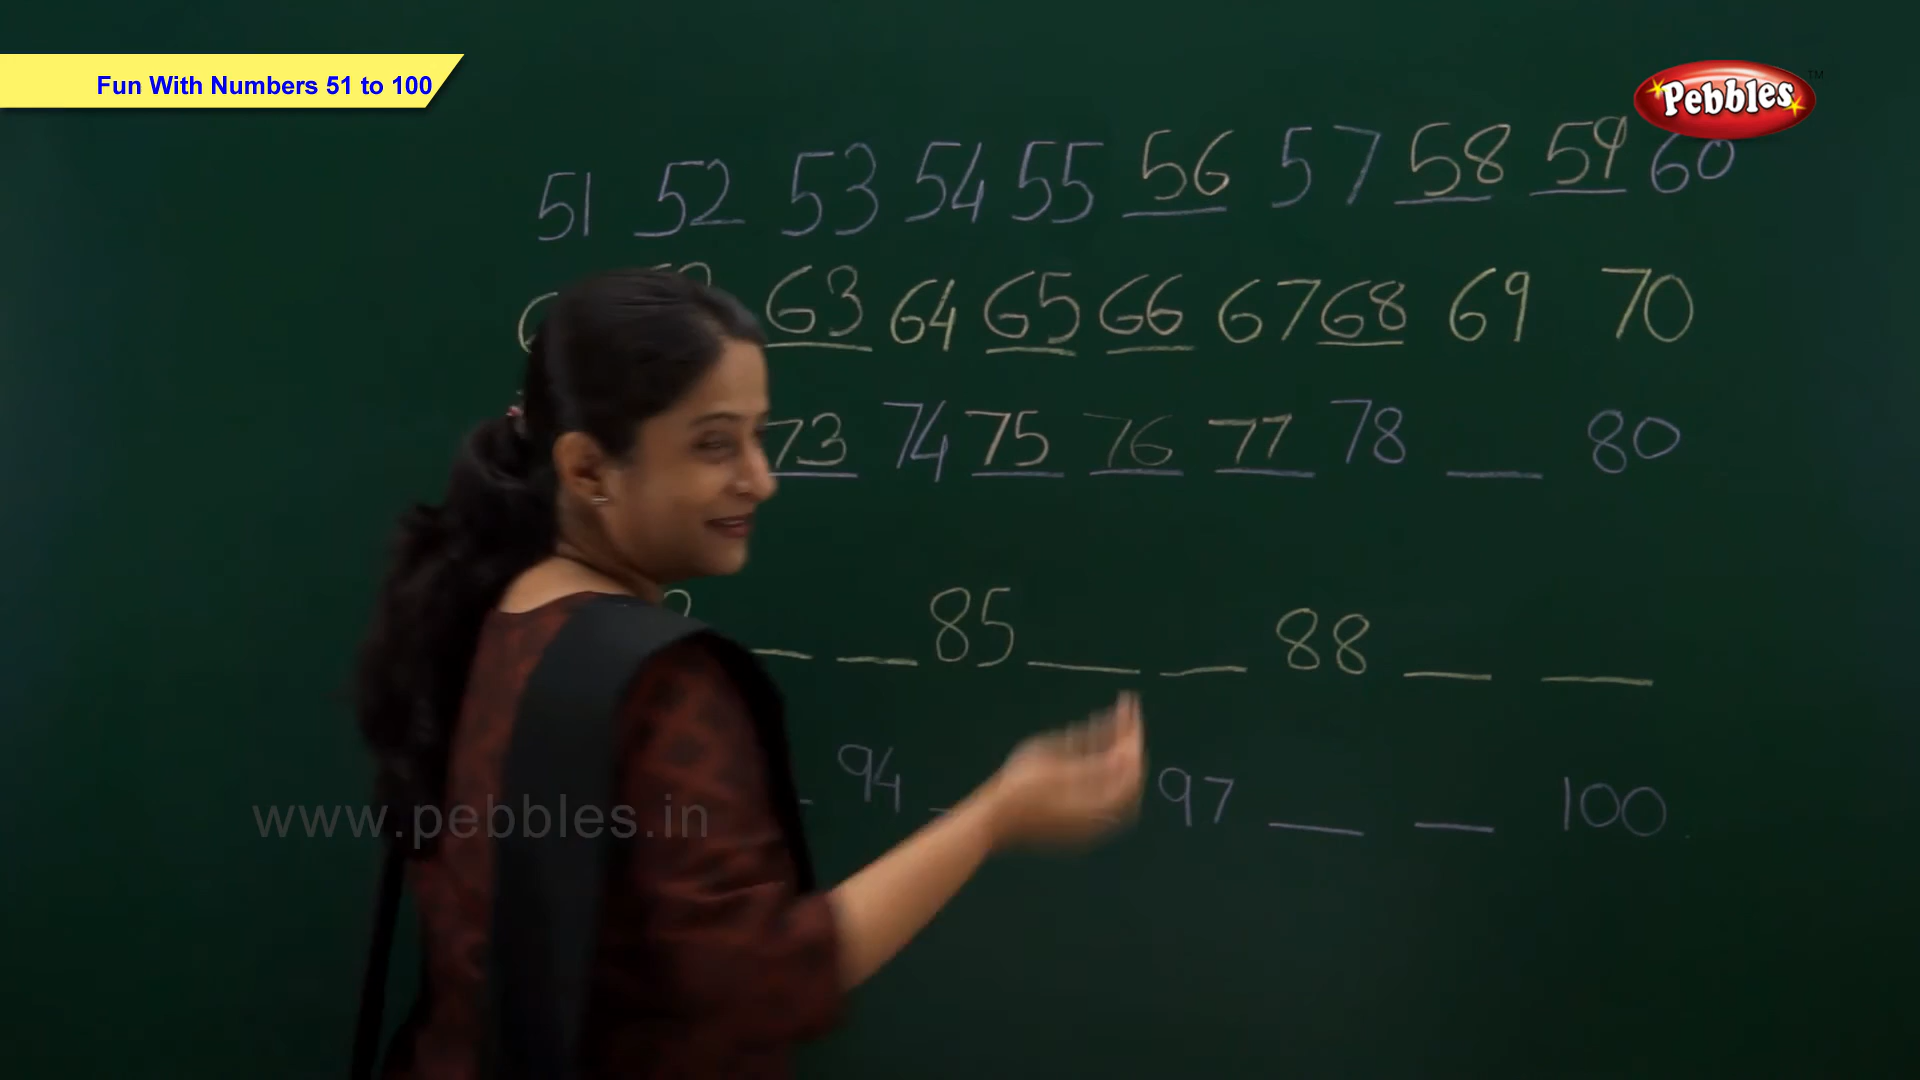 Fun With Numbers 51 to 100
Pebbles™
51 52 53 54 55 56 57 58 59 60
63 64 65 66 67 68 69 70
73 74 75 76 77 78 __ 80
__ __ 85 __ __ 88 __ __
94 97 __ __ 100
www.pebbles.in